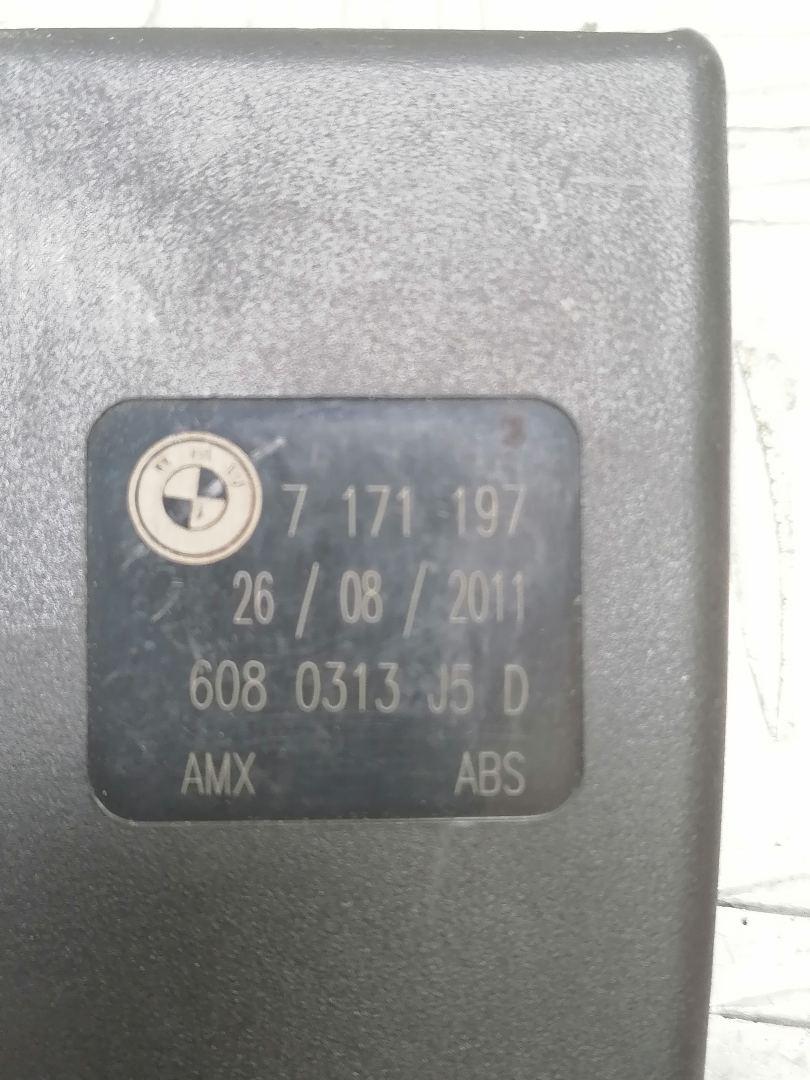 7 171 197
26 / 08 / 2011
608 0313 J5 D
AMX ABS